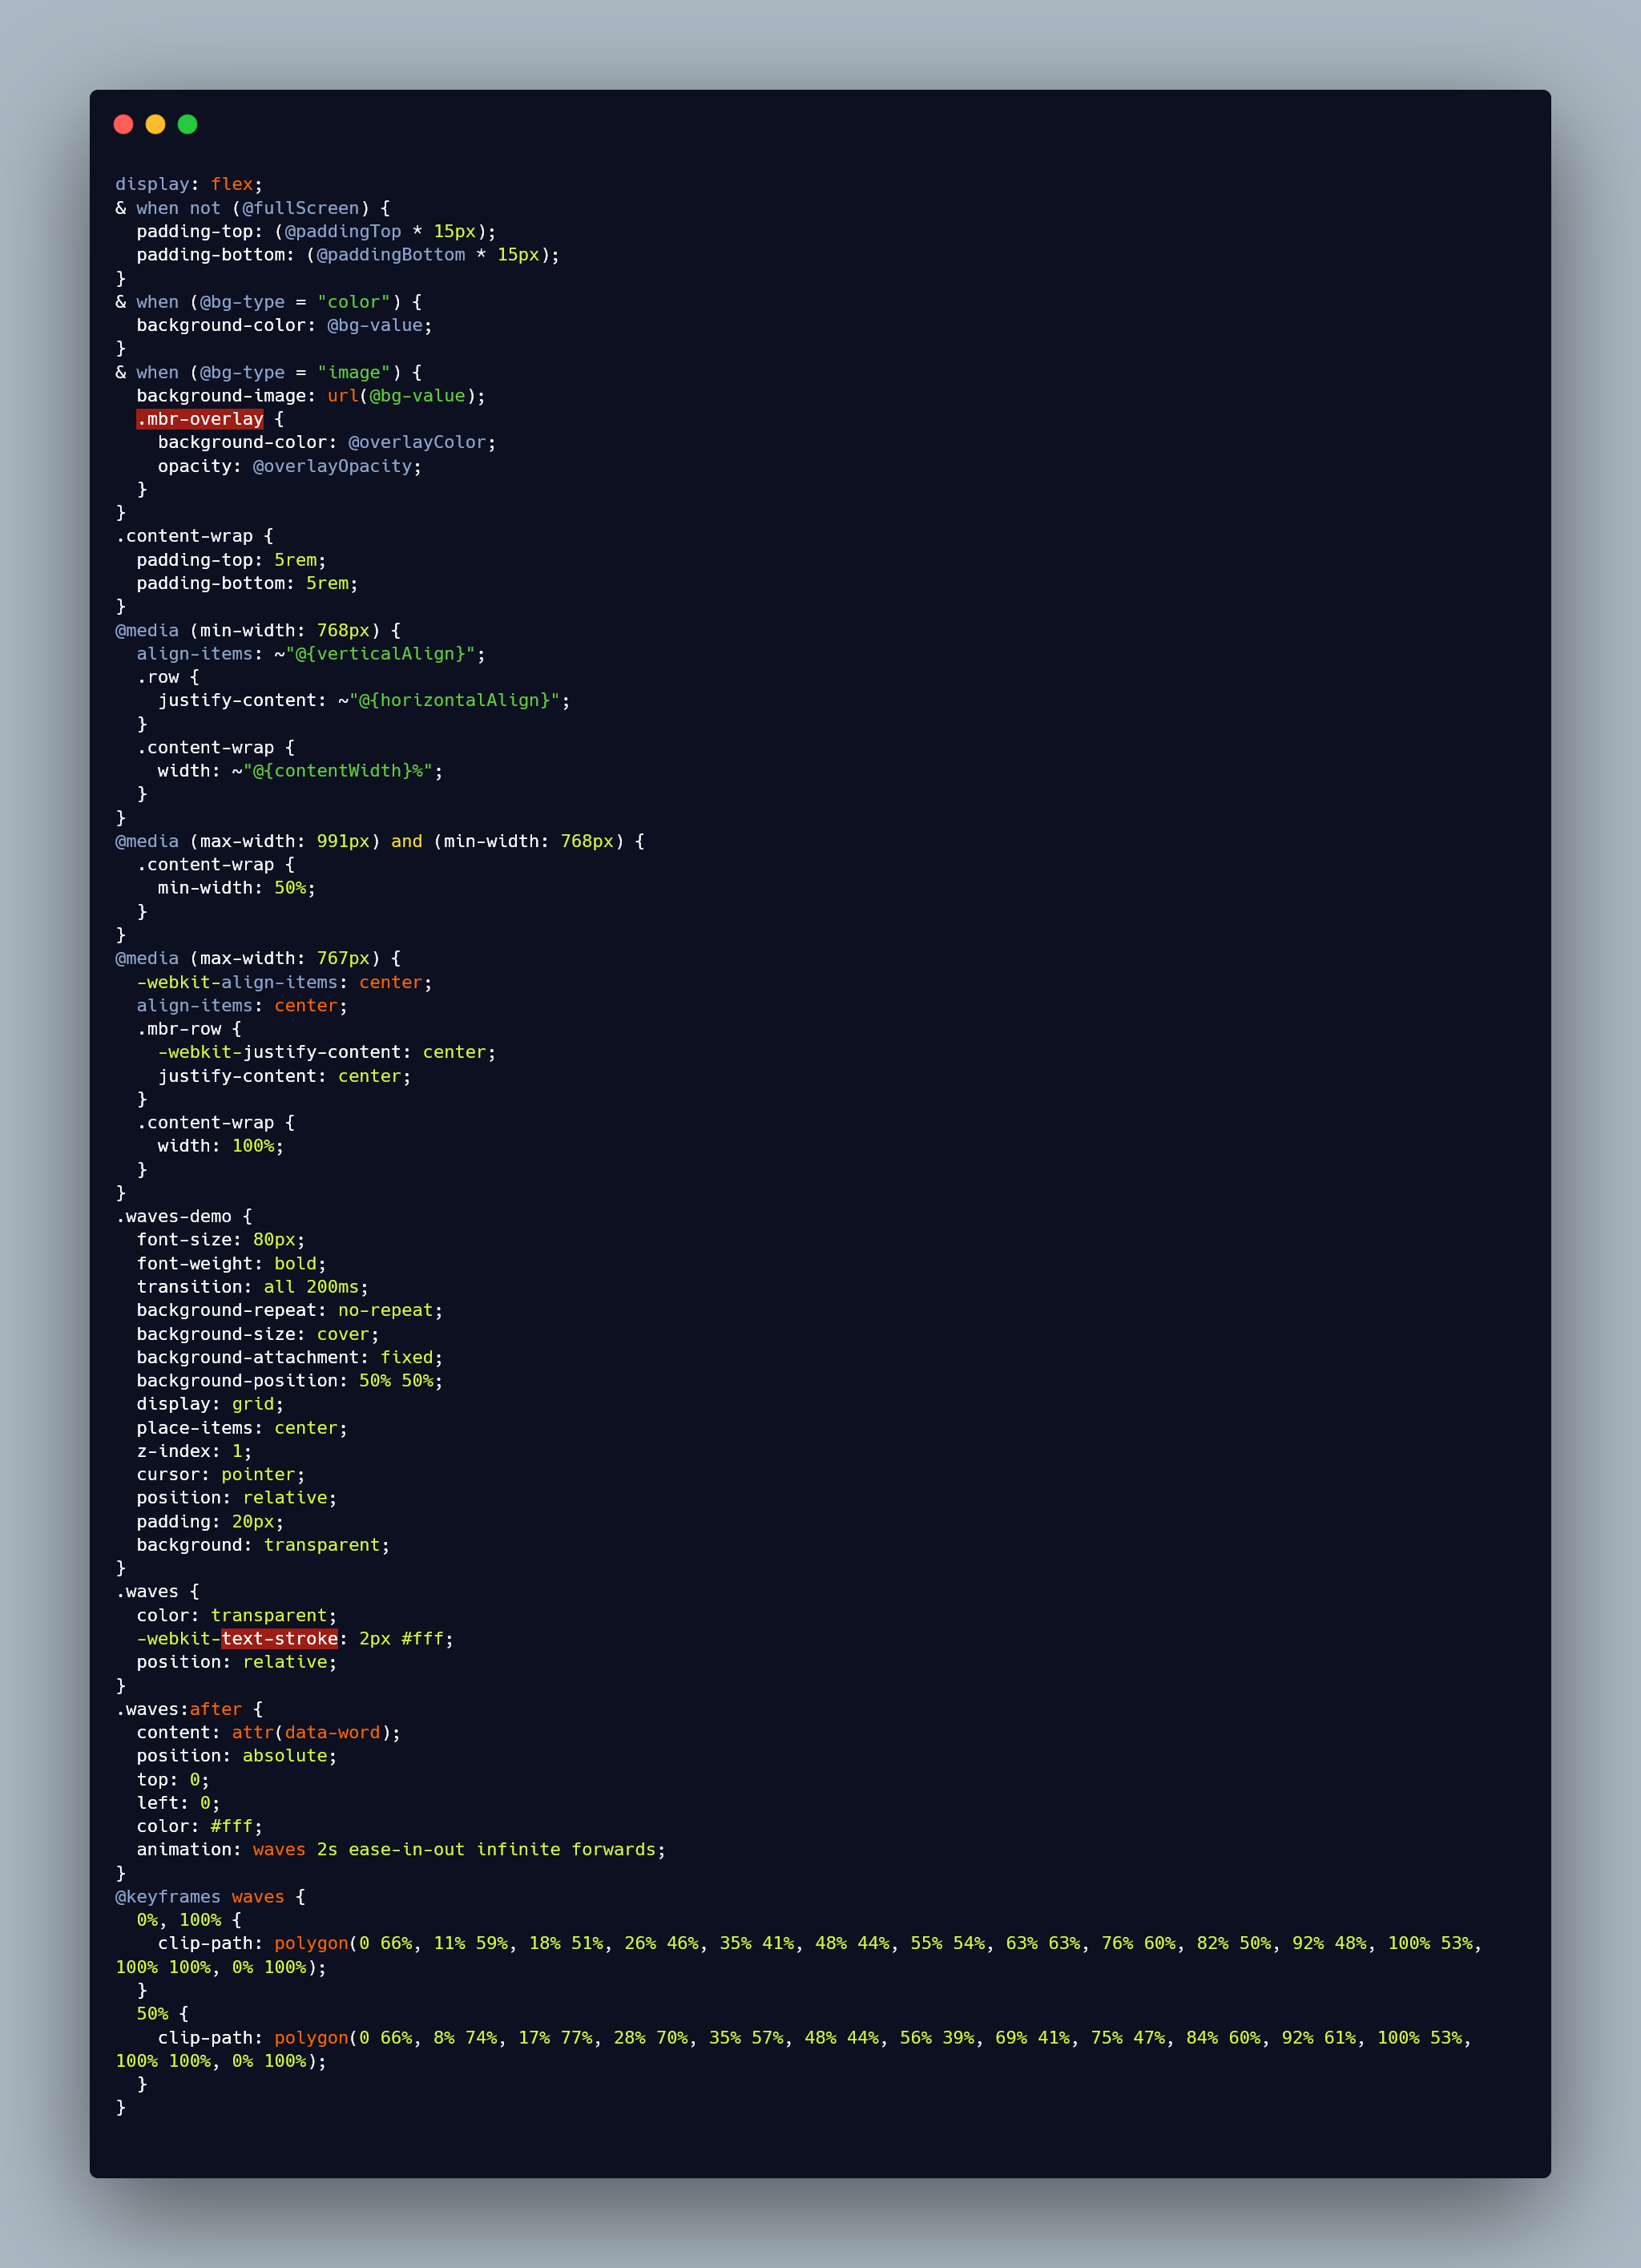 display: flex;
& when not (@fullScreen) {
  padding-top: (@paddingTop * 15px);
  padding-bottom: (@paddingBottom * 15px);
}
& when (@bg-type = "color") {
  background-color: @bg-value;
}
& when (@bg-type = "image") {
  background-image: url(@bg-value);
  .mbr-overlay {
    background-color: @overlayColor;
    opacity: @overlayOpacity;
  }
}
.content-wrap {
  padding-top: 5rem;
  padding-bottom: 5rem;
}
@media (min-width: 768px) {
  align-items: ~"@{verticalAlign}";
  .row {
    justify-content: ~"@{horizontalAlign}";
  }
  .content-wrap {
    width: ~"@{contentWidth}%";
  }
}
@media (max-width: 991px) and (min-width: 768px) {
  .content-wrap {
    min-width: 50%;
  }
}
@media (max-width: 767px) {
  -webkit-align-items: center;
  align-items: center;
  .mbr-row {
    -webkit-justify-content: center;
    justify-content: center;
  }
  .content-wrap {
    width: 100%;
  }
}
.waves-demo {
  font-size: 80px;
  font-weight: bold;
  transition: all 200ms;
  background-repeat: no-repeat;
  background-size: cover;
  background-attachment: fixed;
  background-position: 50% 50%;
  display: grid;
  place-items: center;
  z-index: 1;
  cursor: pointer;
  position: relative;
  padding: 20px;
  background: transparent;
}
.waves {
  color: transparent;
  -webkit-text-stroke: 2px #fff;
  position: relative;
}
.waves:after {
  content: attr(data-word);
  position: absolute;
  top: 0;
  left: 0;
  color: #fff;
  animation: waves 2s ease-in-out infinite forwards;
}
@keyframes waves {
  0%, 100% {
    clip-path: polygon(0 66%, 11% 59%, 18% 51%, 26% 46%, 35% 41%, 48% 44%, 55% 54%, 63% 63%, 76% 60%, 82% 50%, 92% 48%, 100% 53%,
100% 100%, 0% 100%);
  }
  50% {
    clip-path: polygon(0 66%, 8% 74%, 17% 77%, 28% 70%, 35% 57%, 48% 44%, 56% 39%, 69% 41%, 75% 47%, 84% 60%, 92% 61%, 100% 53%,
100% 100%, 0% 100%);
  }
}